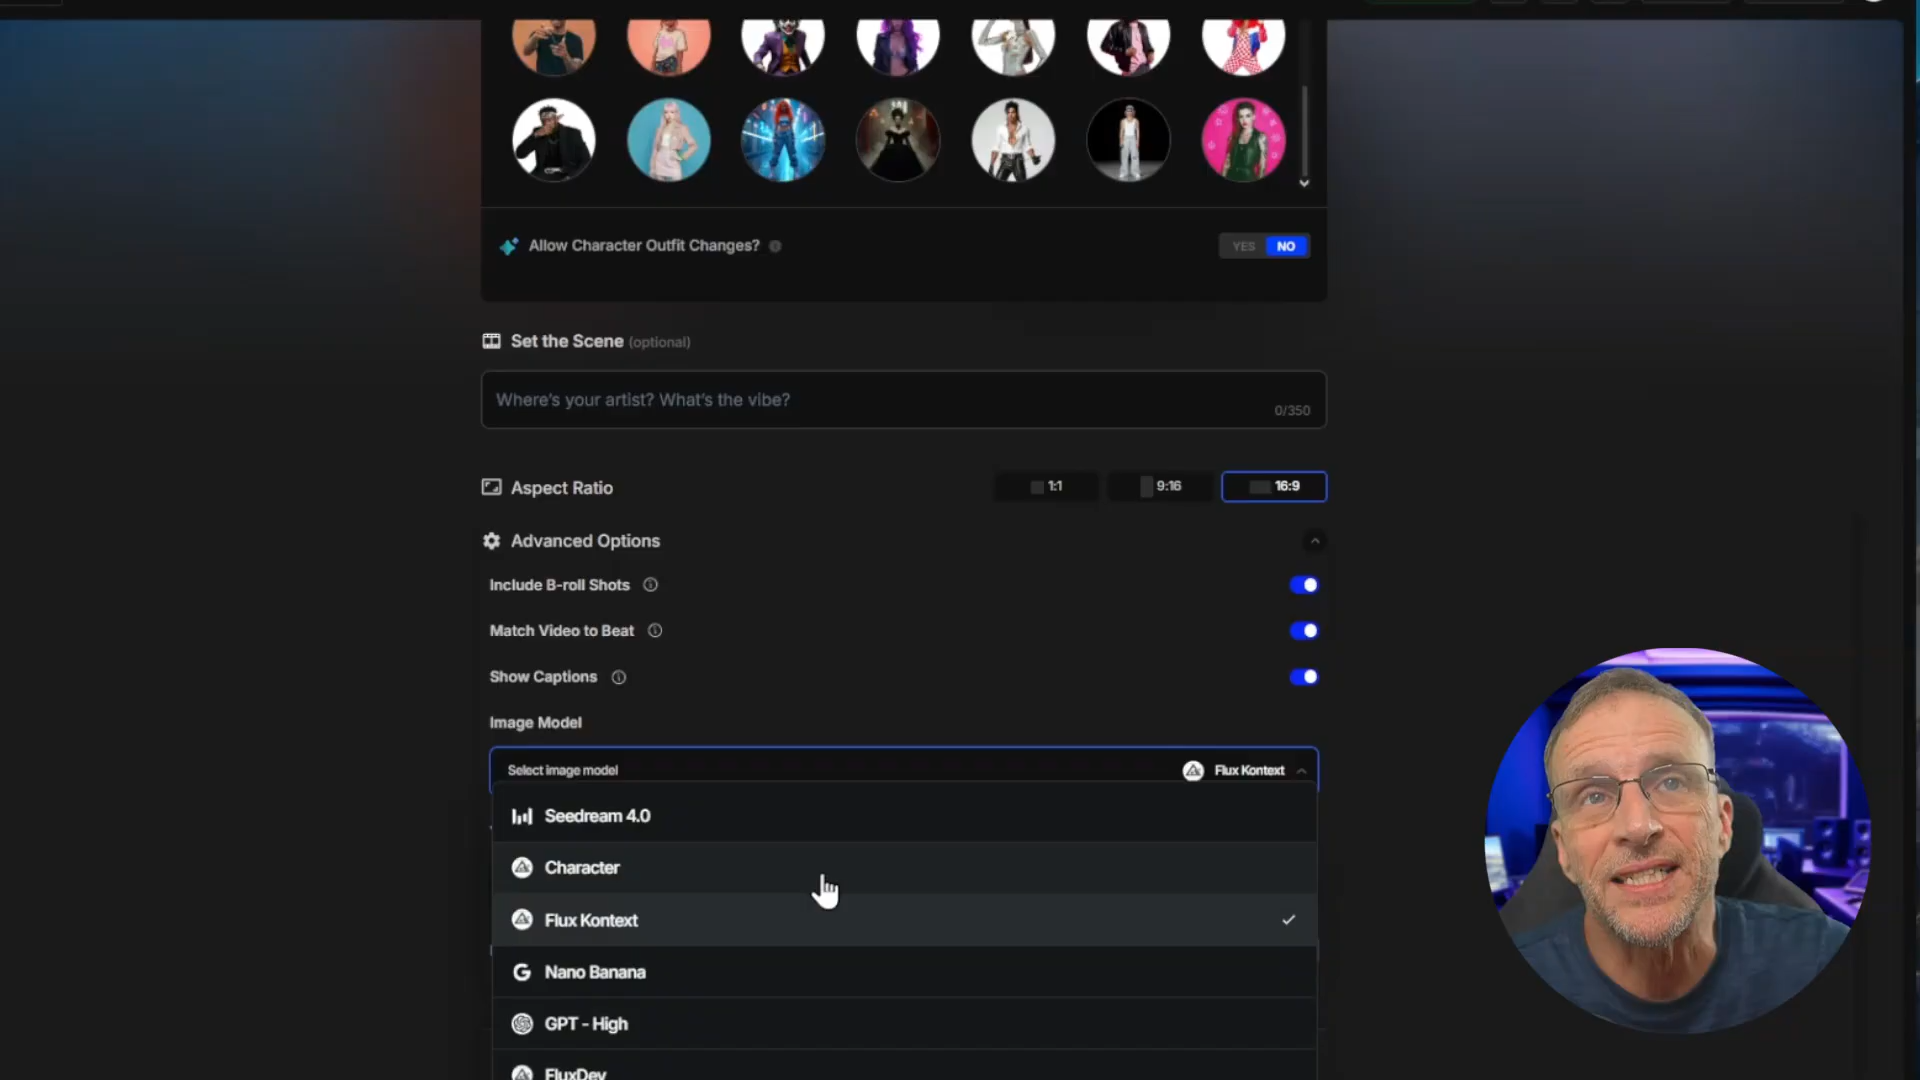 Allow Character Outfit Changes?
YES NO
Set the Scene (optional)
Where's your artist? What's the vibe?
0/350
Aspect Ratio
1:1
9:16
16:9
Advanced Options
Include B-roll Shots
Match Video to Beat
Show Captions
Image Model
Select image model
Flux Kontext
Seedream 4.0
Character
Flux Kontext
Nano Banana
GPT - High
FluxDev